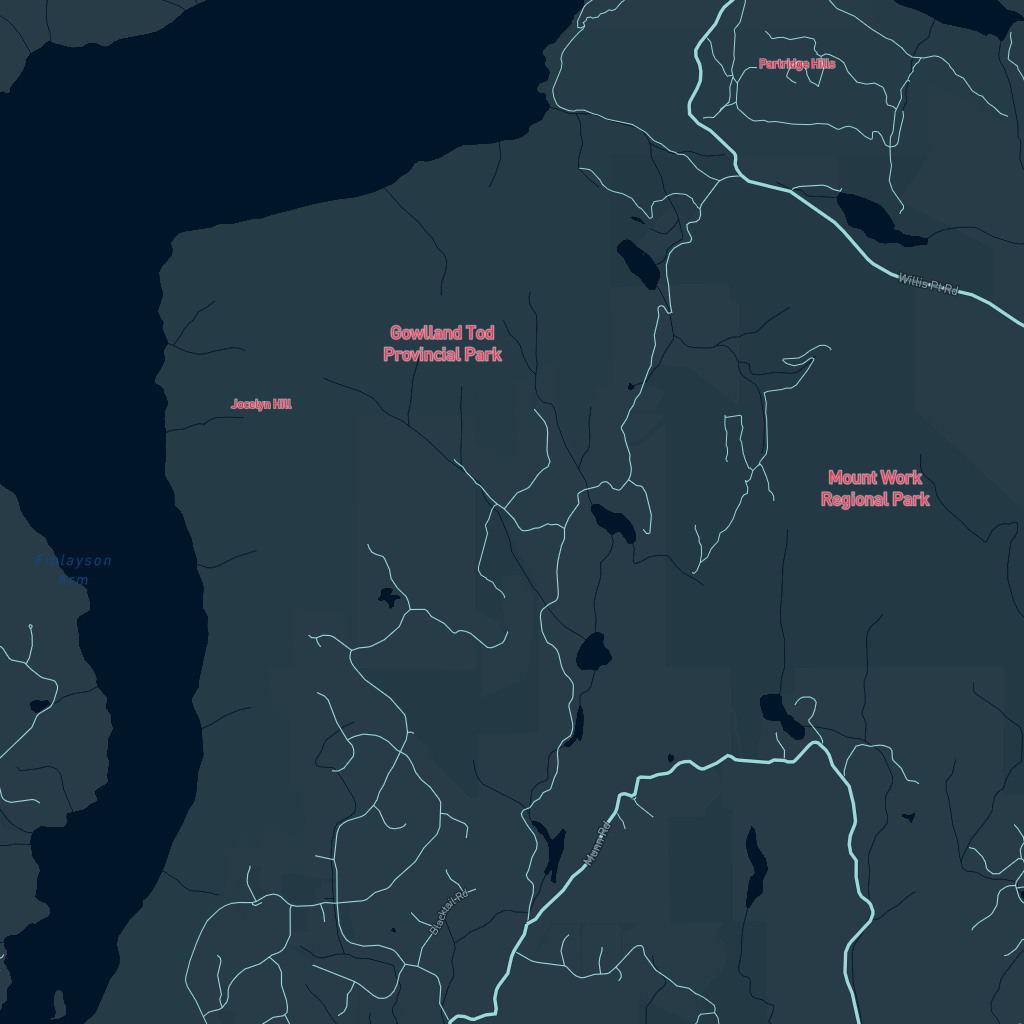 Partridge Hills
Willis Pt Rd
Gowlland Tod
Provincial Park
Jocelyn Hill
Mount Work
Regional Park
Finlayson
Arm
Munn Rd
Blacktail Rd